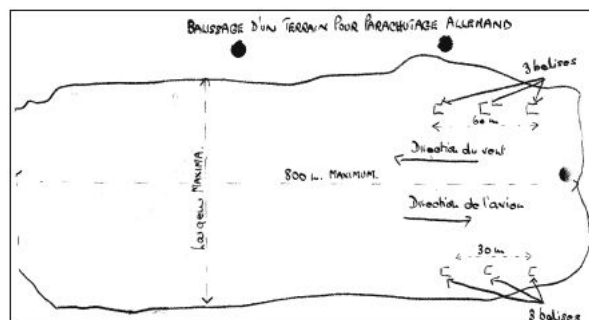 BALISSAGE D'UN TERRAIN POUR PARACHUTAGE ALLEMAND
3 balises
60 m
Direction du vent
800 m. MAXIMUM.
Largeur MAXIMA.
Direction de l'avion
30 m
3 balises